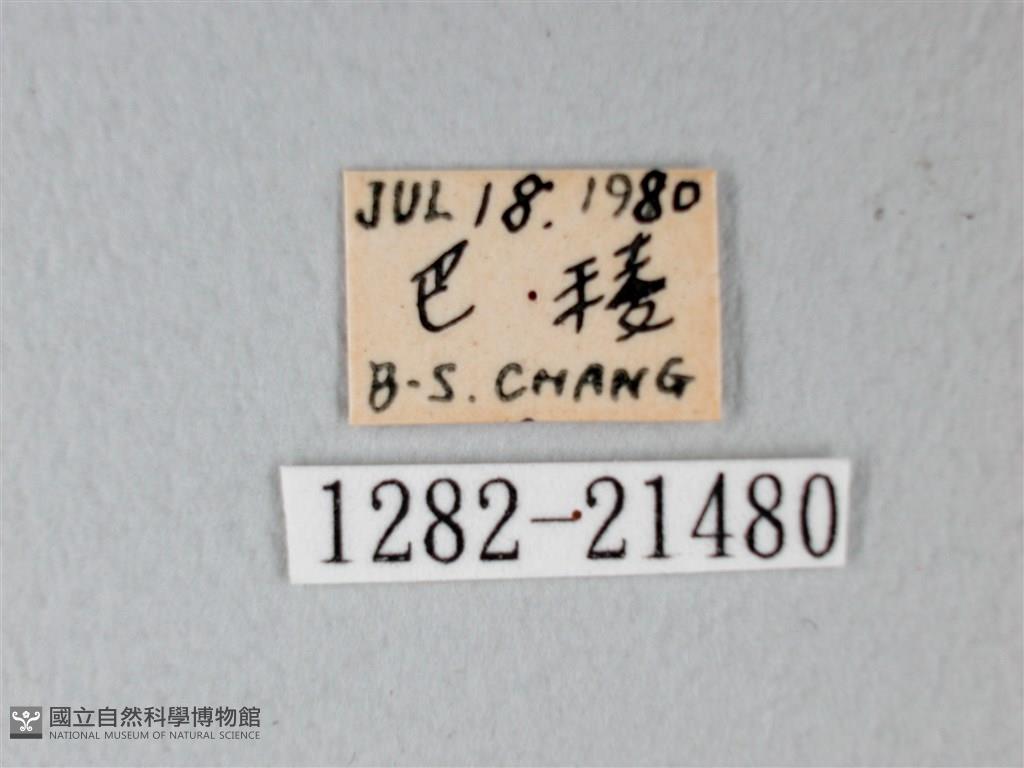 JUL 18. 1980
巴 稜
B-S. CHANG
1282-21480
國立自然科學博物館
NATIONAL MUSEUM OF NATURAL SCIENCE